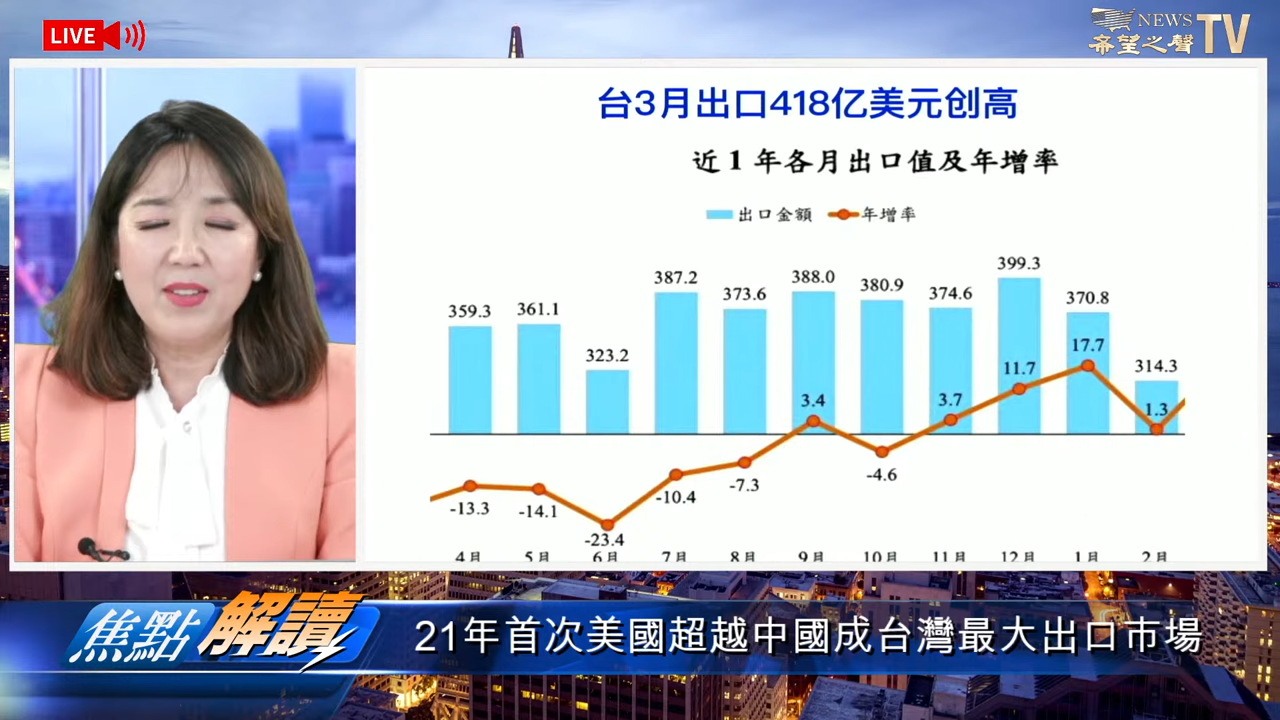 LIVE
NEWS
希望之聲TV
台3月出口418亿美元创高
近1年各月出口值及年增率
出口金額 年增率
359.3 361.1 323.2 387.2 373.6 388.0 380.9 374.6 399.3 370.8 314.3
-13.3 -14.1 -23.4 -10.4 -7.3 3.4 -4.6 3.7 11.7 17.7 1.3
4月 5月 6月 7月 8月 9月 10月 11月 12月 1月 2月
焦點解讀
21年首次美國超越中國成台灣最大出口市場